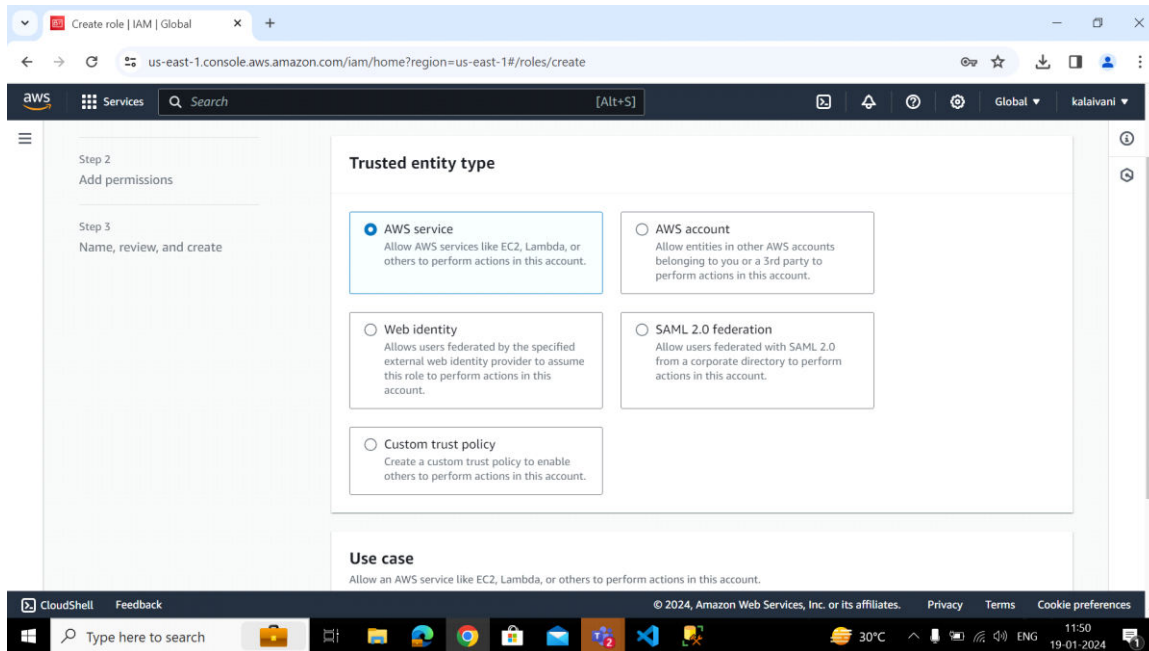 Create role | IAM | Global
us-east-1.console.aws.amazon.com/iam/home?region=us-east-1#/roles/create
aws
Services
Search
[Alt+S]
Global
kalaivani
Step 2
Add permissions
Step 3
Name, review, and create
Trusted entity type
AWS service
Allow AWS services like EC2, Lambda, or
others to perform actions in this account.
AWS account
Allow entities in other AWS accounts
belonging to you or a 3rd party to
perform actions in this account.
Web identity
Allows users federated by the specified
external web identity provider to assume
this role to perform actions in this
account.
SAML 2.0 federation
Allow users federated with SAML 2.0
from a corporate directory to perform
actions in this account.
Custom trust policy
Create a custom trust policy to enable
others to perform actions in this account.
Use case
Allow an AWS service like EC2, Lambda, or others to perform actions in this account.
CloudShell
Feedback
© 2024, Amazon Web Services, Inc. or its affiliates.
Privacy
Terms
Cookie preferences
Type here to search
2
30°C
ENG
11:50
19-01-2024
1